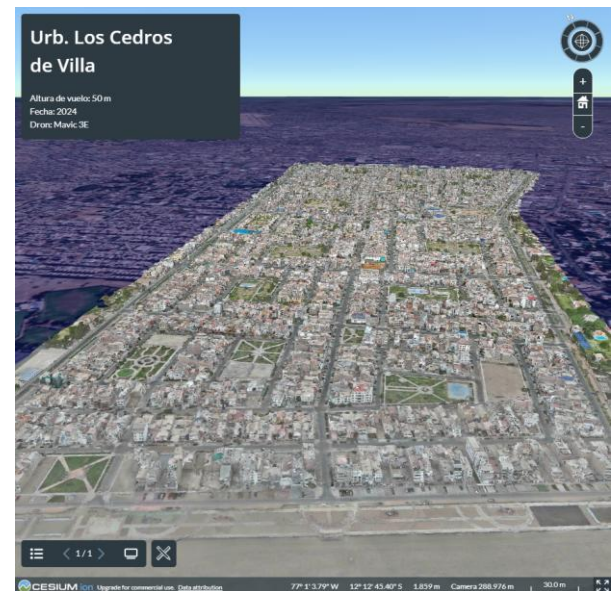 Urb. Los Cedros
de Villa
Altura de vuelo: 50 m
Fecha: 2024
Dron: Mavic 3E
+
-
1/1
CESIUM ion Upgrade for commercial use. Data attribution 77° 1' 3.79" W 12° 12' 45.40" S 1.859 m Camera 288.976 m 30.0 m